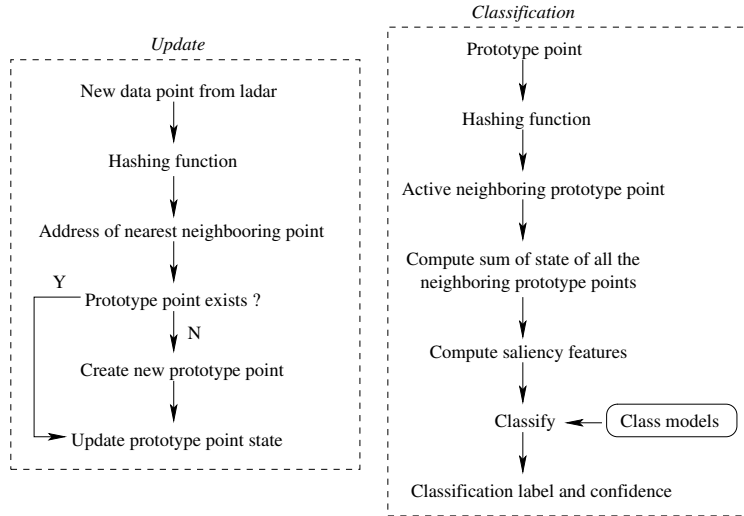 Update
New data point from ladar
Hashing function
Address of nearest neighbooring point
Y
Prototype point exists ?
N
Create new prototype point
Update prototype point state
Classification
Prototype point
Hashing function
Active neighboring prototype point
Compute sum of state of all the
neighboring prototype points
Compute saliency features
Classify
Class models
Classification label and confidence